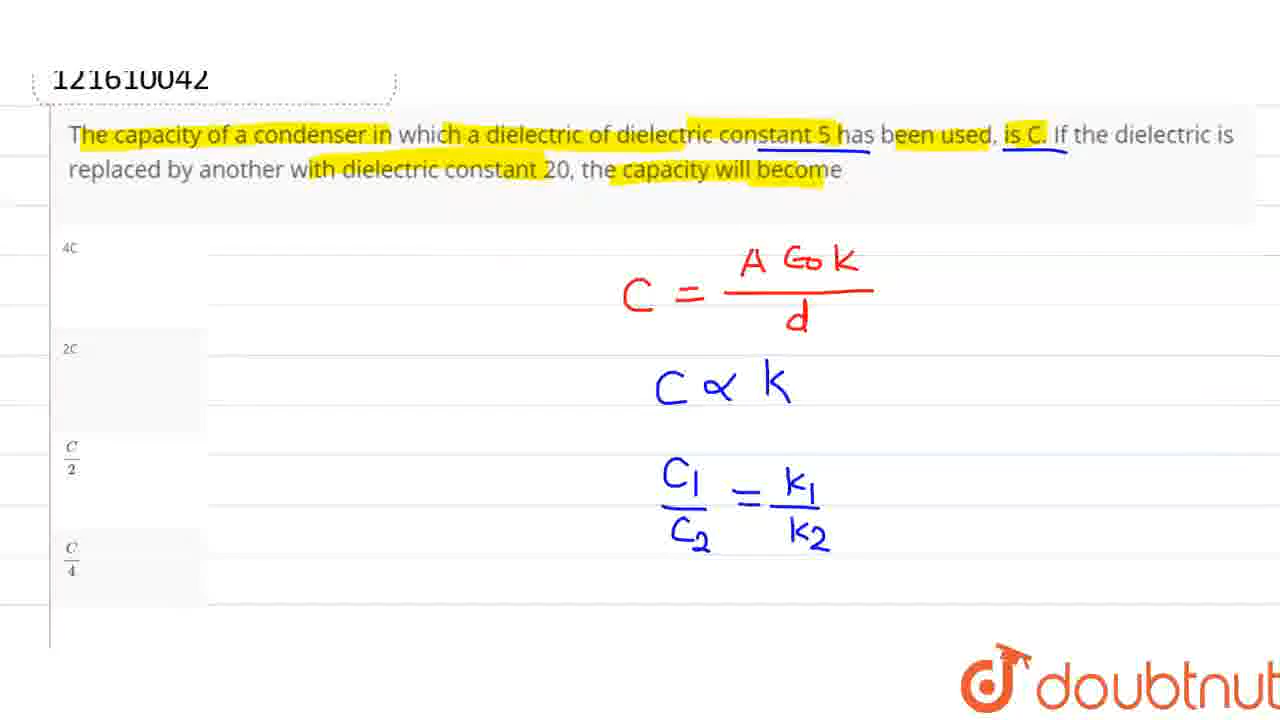 121610042
The capacity of a condenser in which a dielectric of dielectric constant 5 has been used, is C. If the dielectric is
replaced by another with dielectric constant 20, the capacity will become
4C
2C
C/2
C/4
C = A ϵ₀ K / d
C ∝ K
C₁/C₂ = K₁/K₂
doubtnut